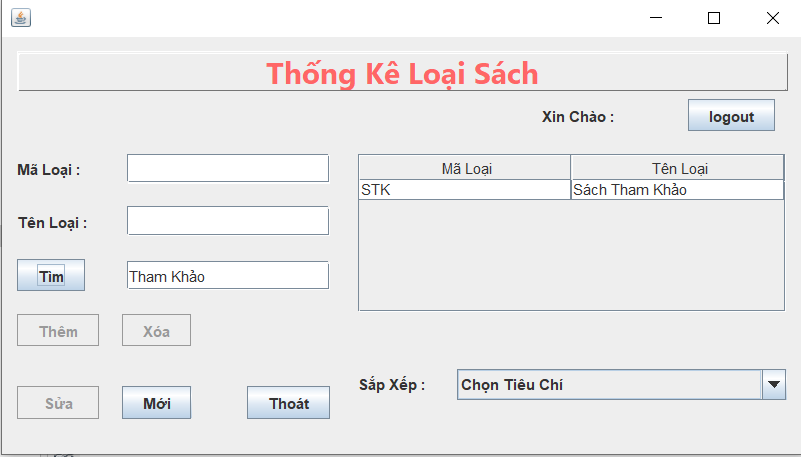 Thống Kê Loại Sách
Xin Chào :
logout
Mã Loại :
Tên Loại :
Tìm
Tham Khảo
Thêm
Xóa
Sửa
Mới
Thoát
Mã Loại
Tên Loại
STK
Sách Tham Khảo
Sắp Xếp :
Chọn Tiêu Chí